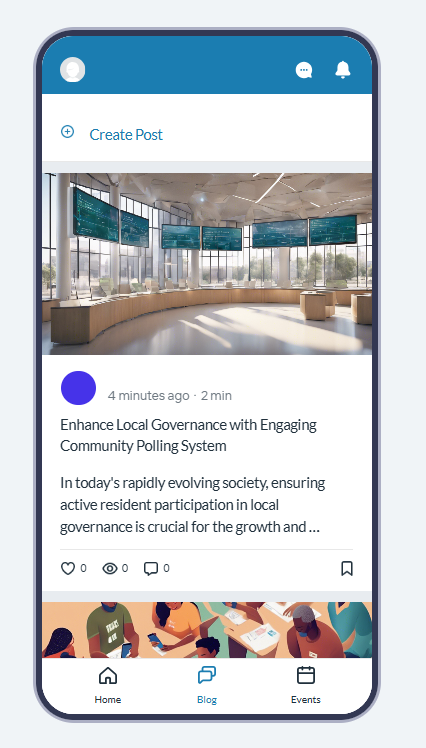 Create Post
4 minutes ago · 2 min
Enhance Local Governance with Engaging
Community Polling System
In today's rapidly evolving society, ensuring
active resident participation in local
governance is crucial for the growth and ...
0 0 0
Home Blog Events